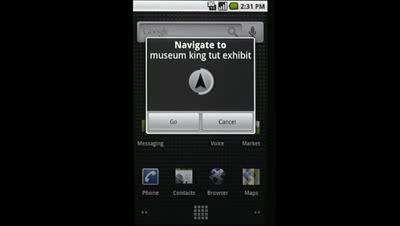 2:31 PM
Google
Navigate to
museum king tut exhibit
Go
Cancel
Messaging
Voice
Market
Phone
Contacts
Browser
Maps